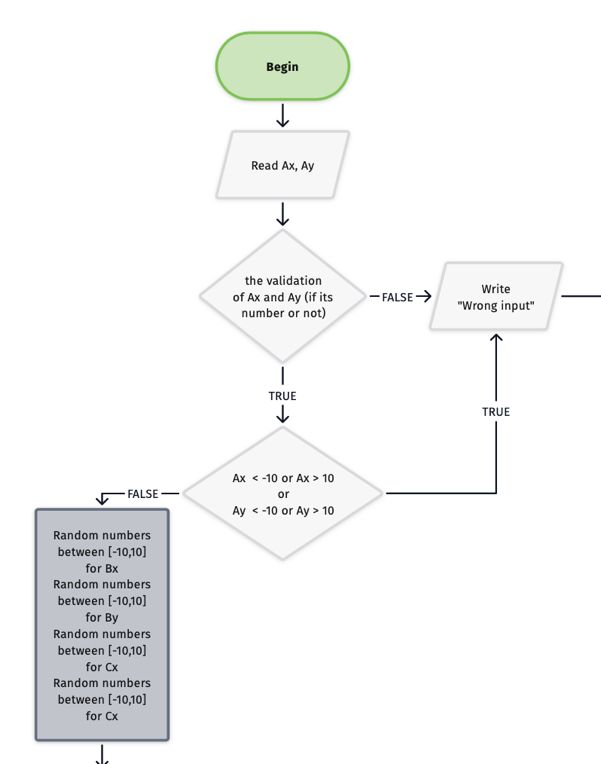 Begin
Read Ax, Ay
the validation
of Ax and Ay (if its
number or not)
FALSE
Write
"Wrong input"
TRUE
TRUE
Ax < -10 or Ax > 10
or
Ay < -10 or Ay > 10
FALSE
Random numbers
between [-10,10]
for Bx
Random numbers
between [-10,10]
for By
Random numbers
between [-10,10]
for Cx
Random numbers
between [-10,10]
for Cx